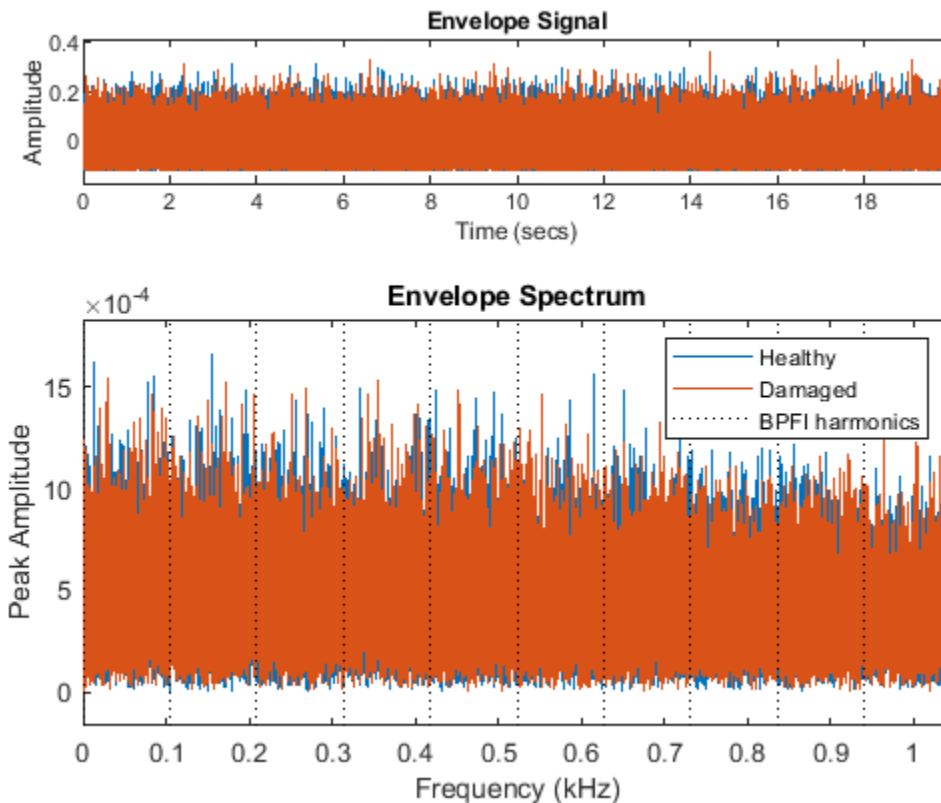 Envelope Signal
0.4
0.2
0
Amplitude
0 2 4 6 8 10 12 14 16 18
Time (secs)
×10-4
Envelope Spectrum
15
10
5
0
Peak Amplitude
Healthy
Damaged
BPFI harmonics
0 0.1 0.2 0.3 0.4 0.5 0.6 0.7 0.8 0.9 1
Frequency (kHz)